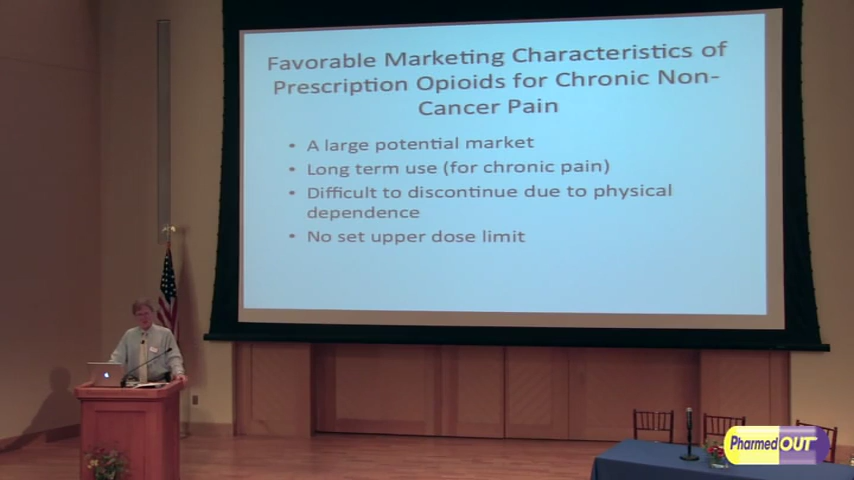 Favorable Marketing Characteristics of
Prescription Opioids for Chronic Non-
Cancer Pain
• A large potential market
• Long term use (for chronic pain)
• Difficult to discontinue due to physical
dependence
• No set upper dose limit
PharmedOUT